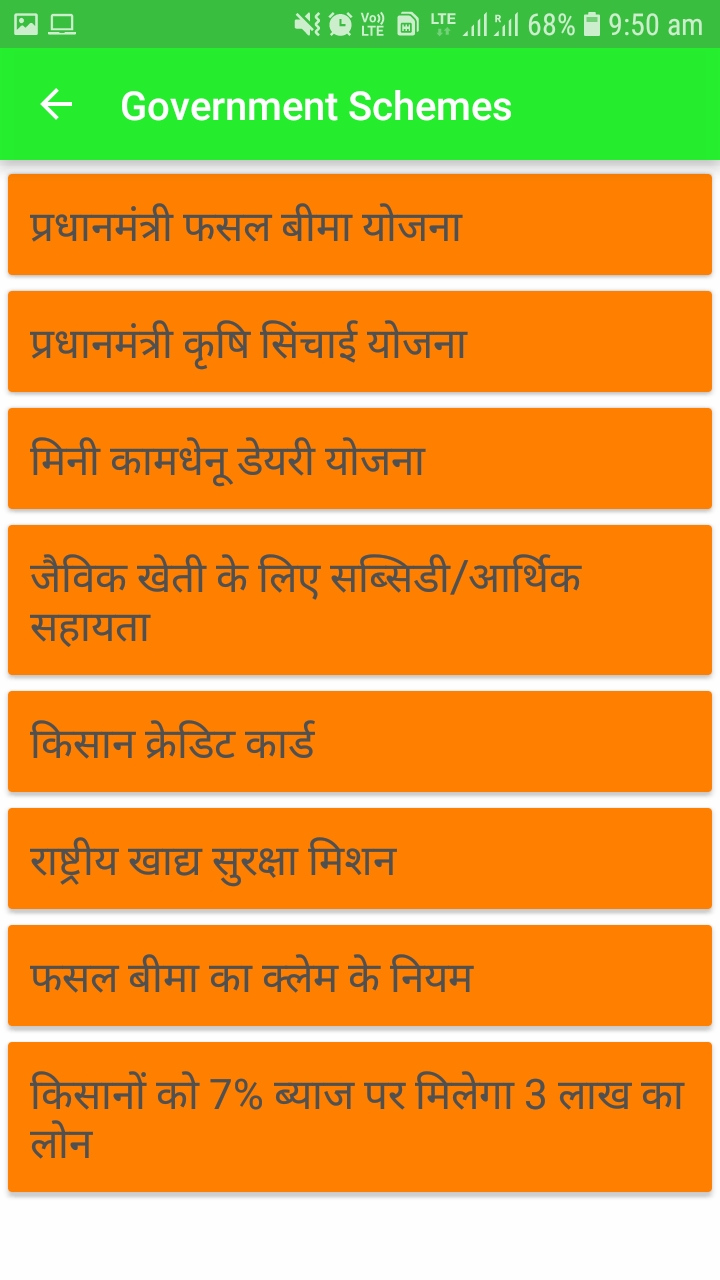 Vo)) LTE LTE R 68% 9:50 am
Government Schemes
प्रधानमंत्री फसल बीमा योजना
प्रधानमंत्री कृषि सिंचाई योजना
मिनी कामधेनू डेयरी योजना
जैविक खेती के लिए सब्सिडी/आर्थिक
सहायता
किसान क्रेडिट कार्ड
राष्ट्रीय खाद्य सुरक्षा मिशन
फसल बीमा का क्लेम के नियम
किसानों को 7% ब्याज पर मिलेगा 3 लाख का
लोन